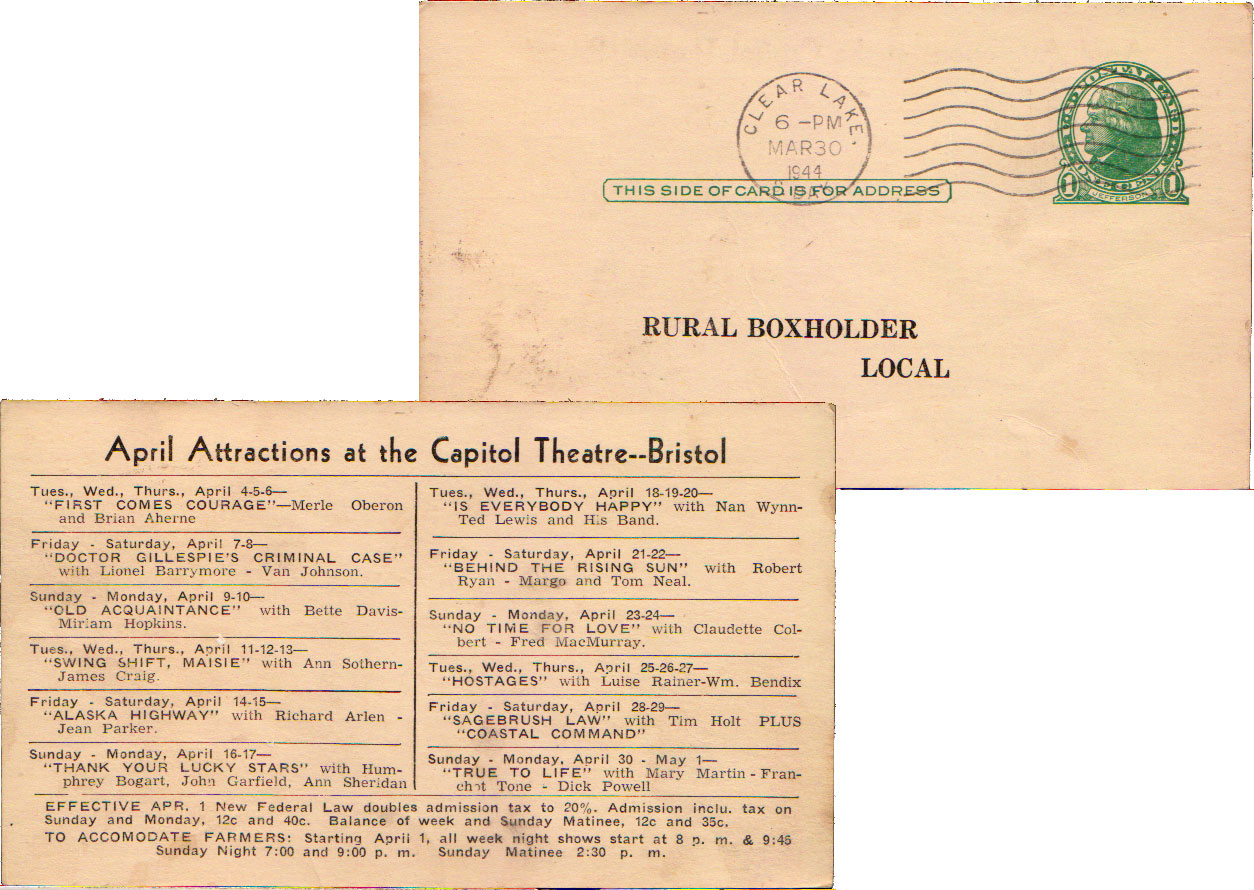 CLEAR LAKE,
6 -PM
MAR30
1944
THIS SIDE OF CARD IS FOR ADDRESS
1 JEFFERSON 1
RURAL BOXHOLDER
LOCAL
April Attractions at the Capitol Theatre--Bristol
Tues., Wed., Thurs., April 4-5-6—
"FIRST COMES COURAGE"—Merle Oberon
and Brian Aherne
Friday - Saturday, April 7-8—
"DOCTOR GILLESPIE'S CRIMINAL CASE"
with Lionel Barrymore - Van Johnson.
Sunday - Monday, April 9-10—
"OLD ACQUAINTANCE" with Bette Davis-
Miriam Hopkins.
Tues., Wed., Thurs., April 11-12-13—
"SWING SHIFT, MAISIE" with Ann Sothern-
James Craig.
Friday - Saturday, April 14-15—
"ALASKA HIGHWAY" with Richard Arlen -
Jean Parker.
Sunday - Monday, April 16-17—
"THANK YOUR LUCKY STARS" with Hum-
phrey Bogart, John Garfield, Ann Sheridan
Tues., Wed., Thurs., April 18-19-20—
"IS EVERYBODY HAPPY" with Nan Wynn-
Ted Lewis and His Band.
Friday - Saturday, April 21-22—
"BEHIND THE RISING SUN" with Robert
Ryan - Margo and Tom Neal.
Sunday - Monday, April 23-24—
"NO TIME FOR LOVE" with Claudette Col-
bert - Fred MacMurray.
Tues., Wed., Thurs., April 25-26-27—
"HOSTAGES" with Luise Rainer-Wm. Bendix
Friday - Saturday, April 28-29—
"SAGEBRUSH LAW" with Tim Holt PLUS
"COASTAL COMMAND"
Sunday - Monday, April 30 - May 1—
"TRUE TO LIFE" with Mary Martin - Fran-
chot Tone - Dick Powell
EFFECTIVE APR. 1 New Federal Law doubles admission tax to 20%. Admission inclu. tax on
Sunday and Monday, 12c and 40c. Balance of week and Sunday Matinee, 12c and 35c.
TO ACCOMODATE FARMERS: Starting April 1, all week night shows start at 8 p. m. & 9:45
Sunday Night 7:00 and 9:00 p. m. Sunday Matinee 2:30 p. m.